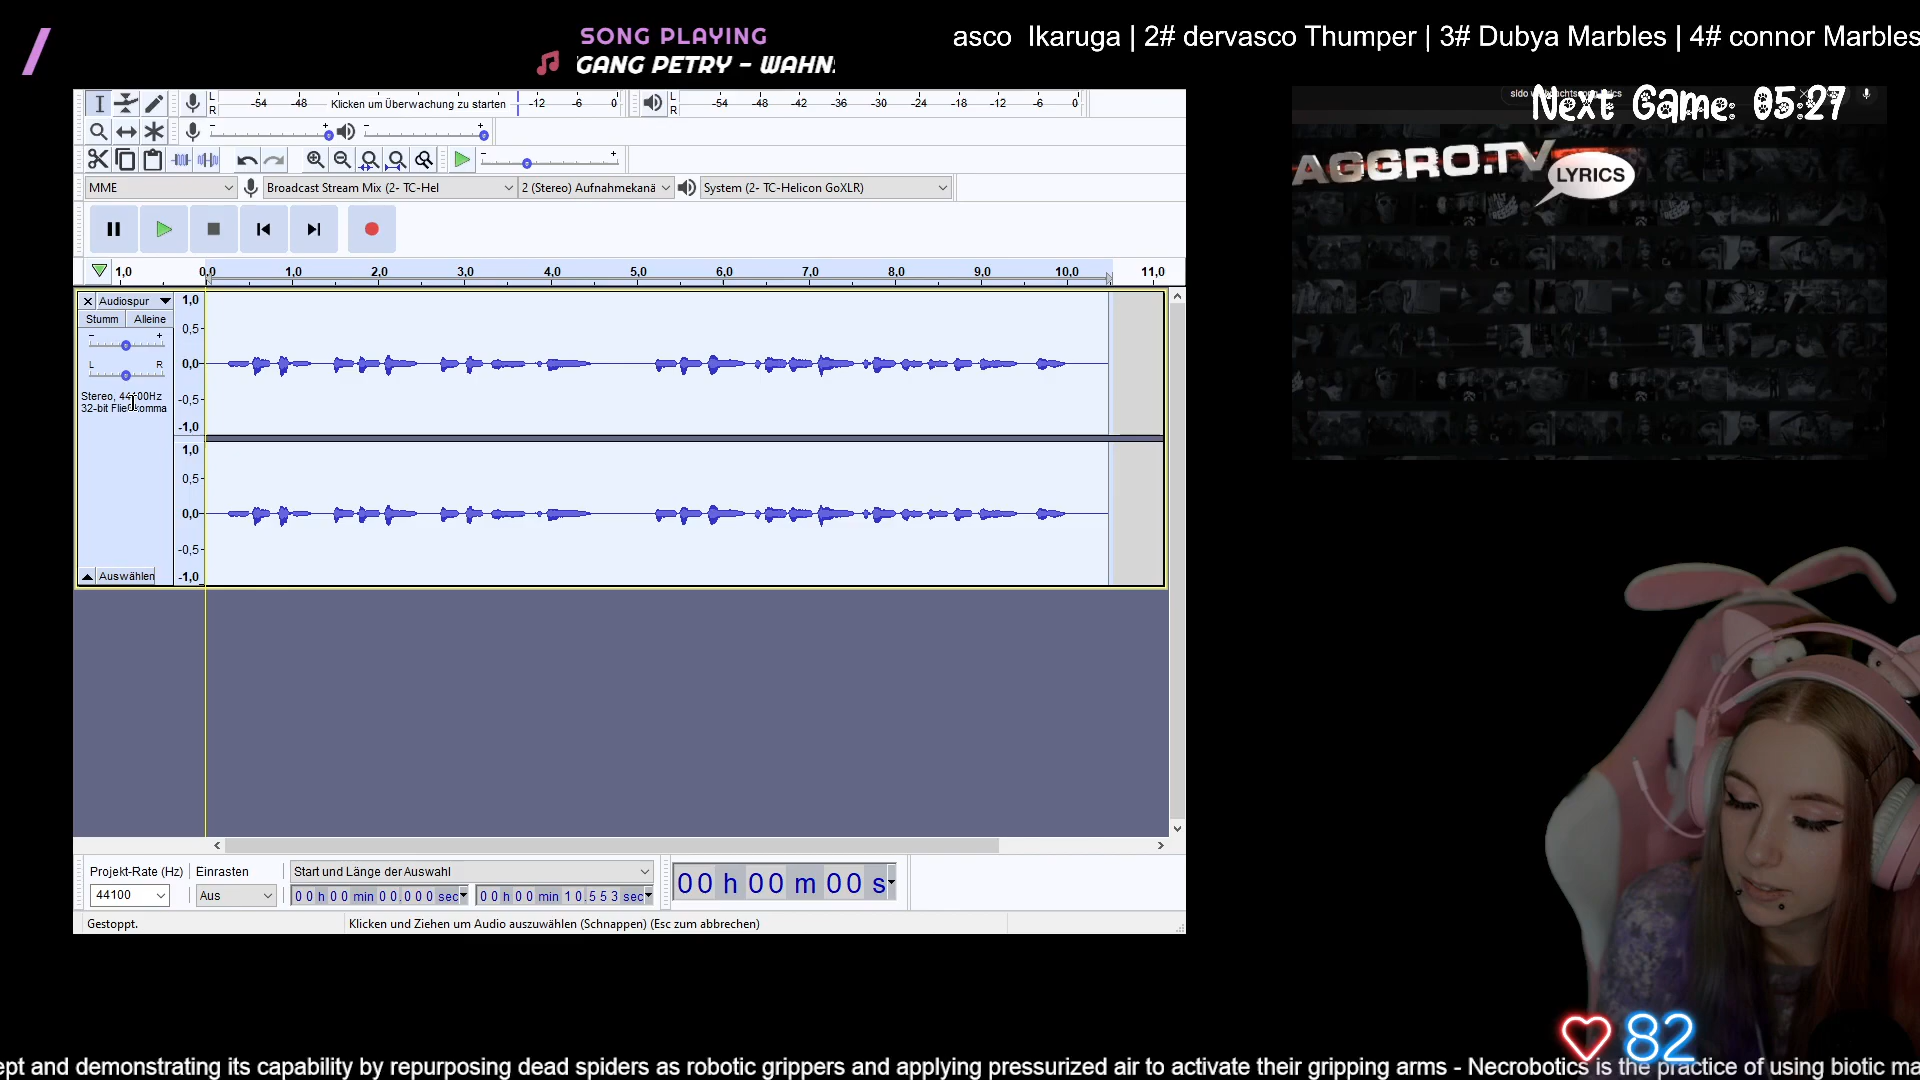 SONG PLAYING
GANG PETRY - WAHN
asco Ikaruga | 2# dervasco Thumper | 3# Dubya Marbles | 4# connor Marbles
Next Game: 05:27
AGGRO.TV
LYRICS
L
R
-54 -48 Klicken um Überwachung zu starten -12 -6 0
L
R
-54 -48 -42 -36 -30 -24 -18 -12 -6 0
MME
Broadcast Stream Mix (2- TC-Hel
2 (Stereo) Aufnahmekanä
System (2- TC-Helicon GoXLR)
1,0 0,0 1,0 2,0 3,0 4,0 5,0 6,0 7,0 8,0 9,0 10,0 11,0
Audiospur
Stumm Alleine
L R
Stereo, 44100Hz
32-bit Fließkomma
1,0
0,5
0,0
-0,5
-1,0
1,0
0,5
0,0
-0,5
-1,0
Auswählen
Projekt-Rate (Hz) Einrasten Start und Länge der Auswahl
44100 Aus 00 h 00 min 00.000 sec 00 h 00 min 10.553 sec
00 h 00 m 00 s
Gestoppt. Klicken und Ziehen um Audio auszuwählen (Schnappen) (Esc zum abbrechen)
82
ept and demonstrating its capability by repurposing dead spiders as robotic grippers and applying pressurized air to activate their gripping arms - Necrobotics is the practice of using biotic ma